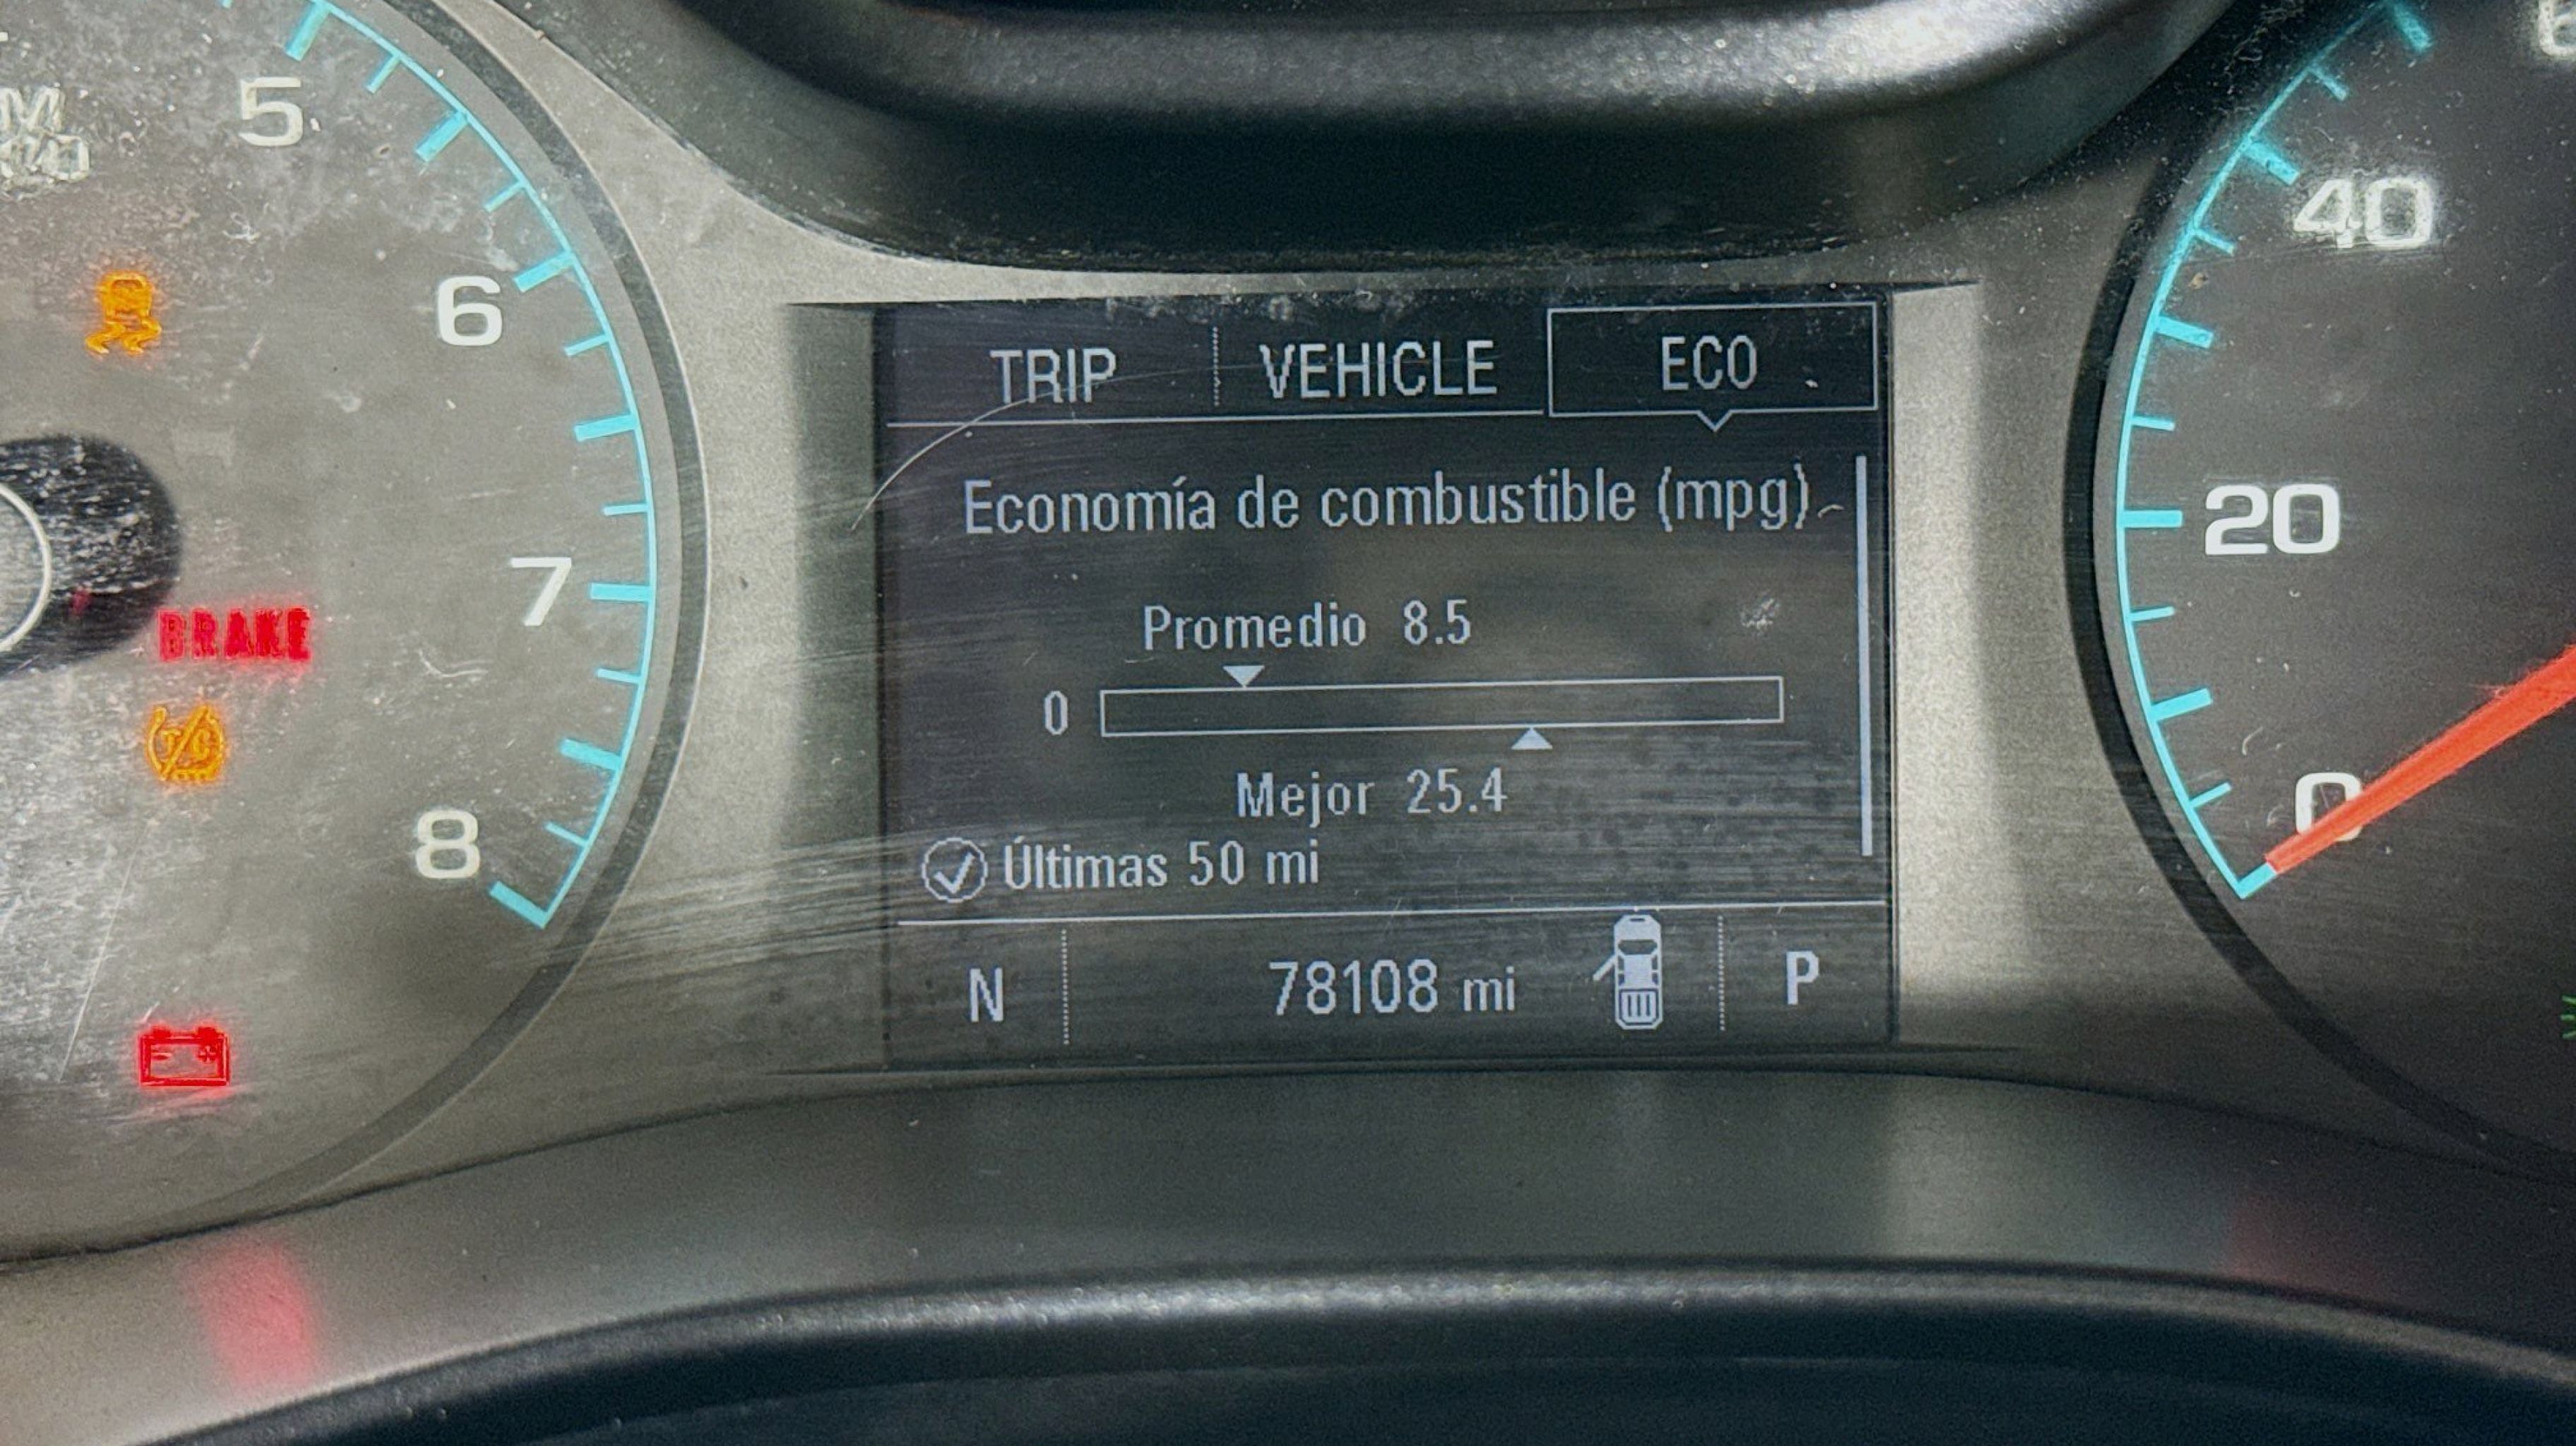 5
6
7
8
BRAKE
TRIP VEHICLE ECO
Economía de combustible (mpg)
Promedio 8.5
0
Mejor 25.4
Últimas 50 mi
N 78108 mi P
40
20
0